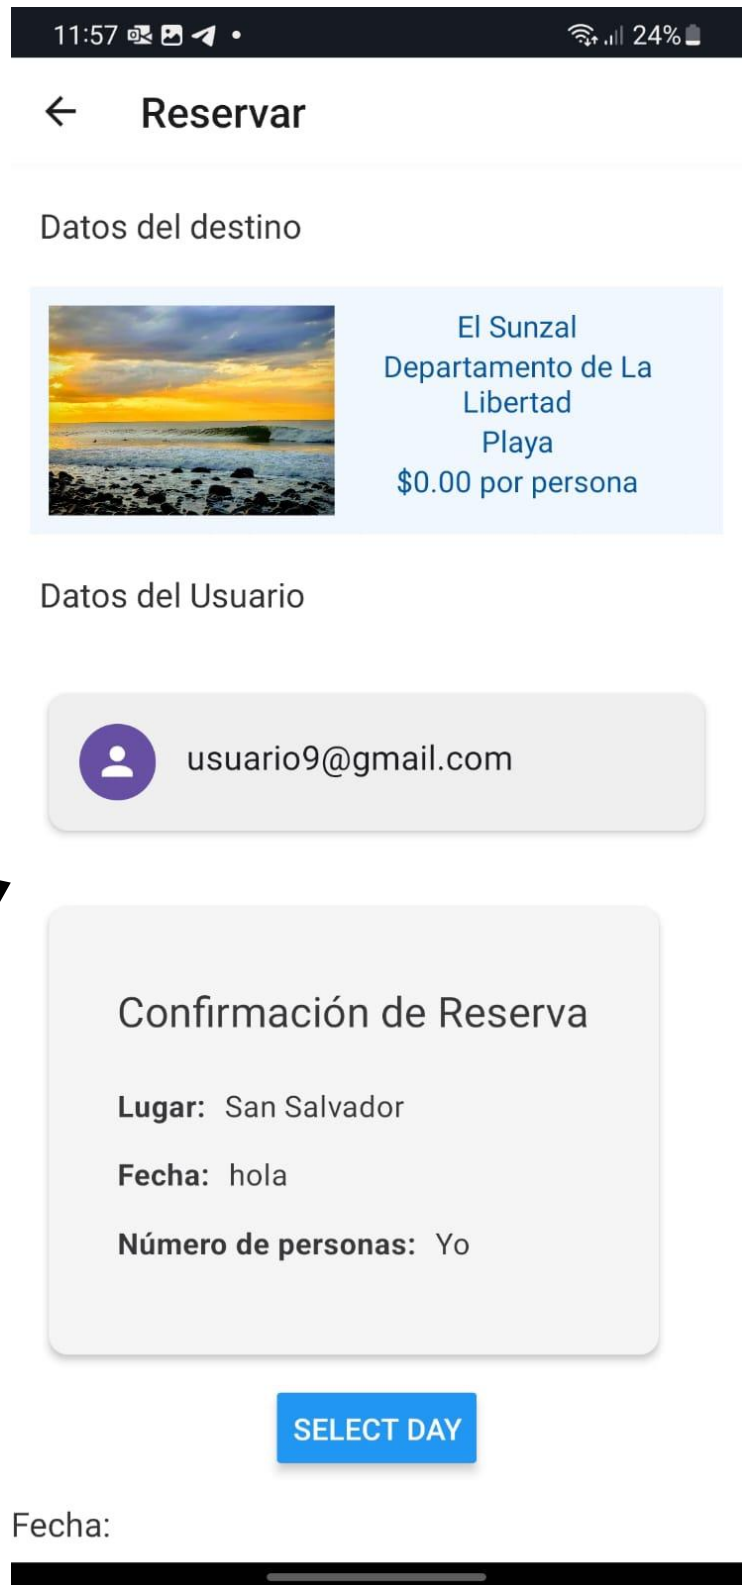 11:57
24%
Reservar
Datos del destino
El Sunzal
Departamento de La
Libertad
Playa
$0.00 por persona
Datos del Usuario
usuario9@gmail.com
Confirmación de Reserva
Lugar: San Salvador
Fecha: hola
Número de personas: Yo
SELECT DAY
Fecha: